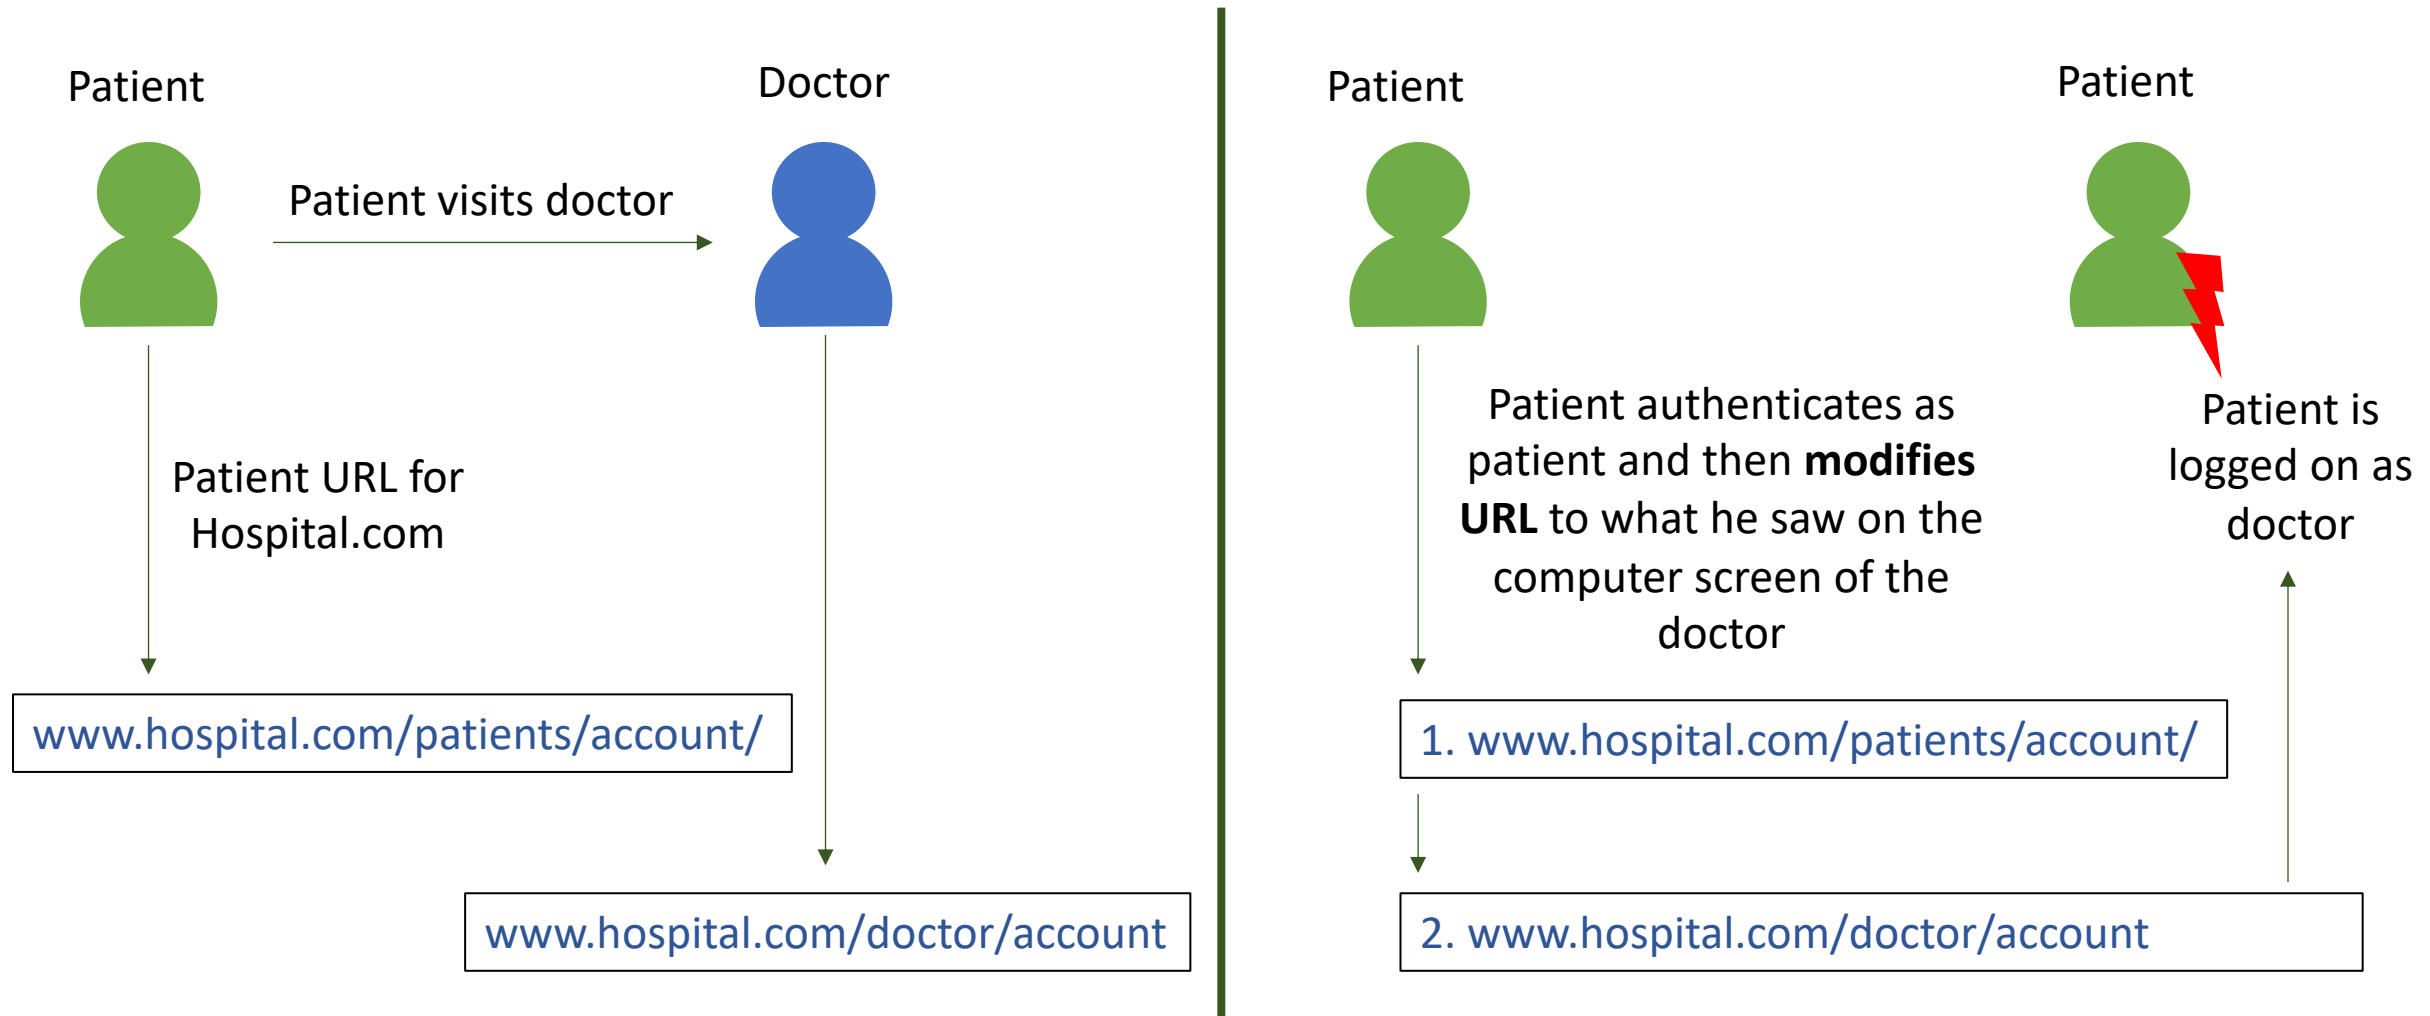 Patient
Doctor
Patient visits doctor
Patient URL for
Hospital.com
www.hospital.com/patients/account/
www.hospital.com/doctor/account
Patient
Patient
Patient authenticates as
patient and then modifies
URL to what he saw on the
computer screen of the
doctor
Patient is
logged on as
doctor
1. www.hospital.com/patients/account/
2. www.hospital.com/doctor/account